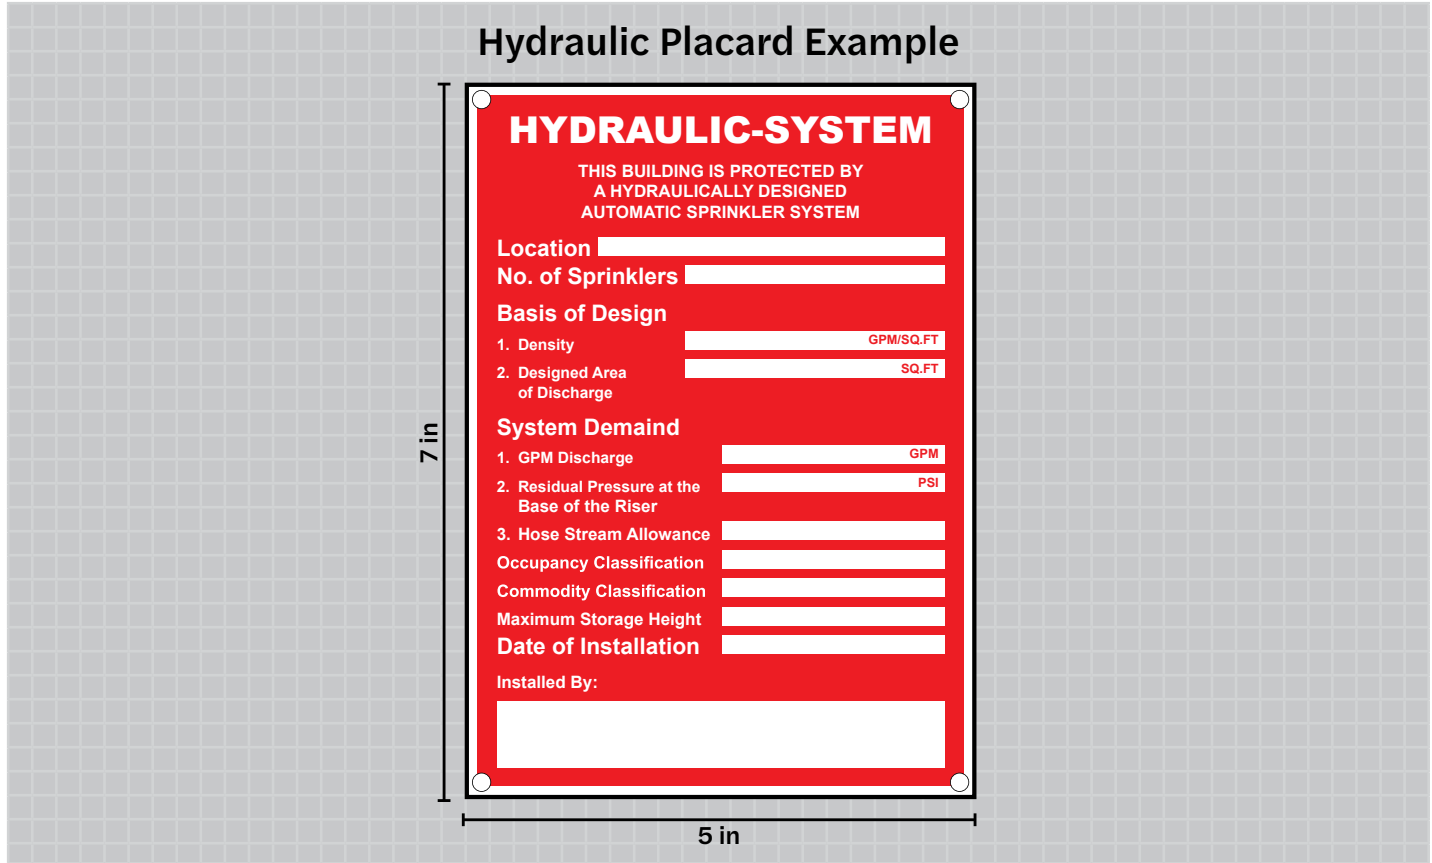 Hydraulic Placard Example
HYDRAULIC-SYSTEM
THIS BUILDING IS PROTECTED BY
A HYDRAULICALLY DESIGNED
AUTOMATIC SPRINKLER SYSTEM
Location
No. of Sprinklers
Basis of Design
1. Density GPM/SQ.FT
2. Designed Area SQ.FT
of Discharge
System Demaind
1. GPM Discharge GPM
2. Residual Pressure at the PSI
Base of the Riser
3. Hose Stream Allowance
Occupancy Classification
Commodity Classification
Maximum Storage Height
Date of Installation
Installed By:
7 in
5 in